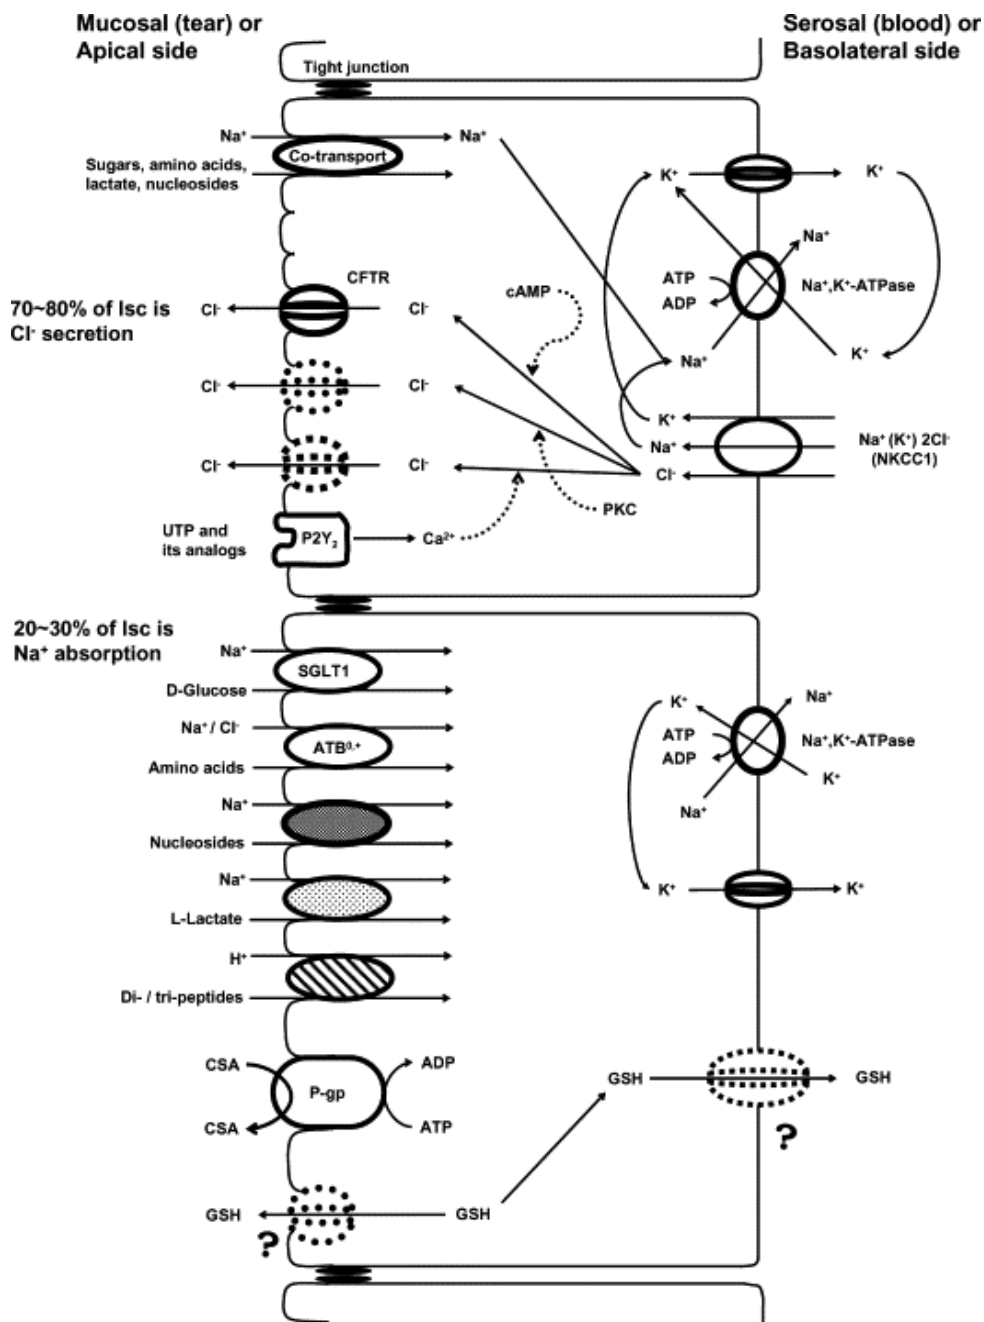 Mucosal (tear) or
Apical side
Serosal (blood) or
Basolateral side
Tight junction
Na⁺
Na⁺
Co-transport
Sugars, amino acids,
lactate, nucleosides
K⁺
K⁺
Na⁺
ATP
ADP
Na⁺,K⁺-ATPase
CFTR
cAMP
70~80% of Isc is
Cl⁻ secretion
Cl⁻
Cl⁻
Na⁺
K⁺
Cl⁻
Cl⁻
K⁺
Na⁺
Cl⁻
Na⁺ (K⁺) 2Cl⁻
(NKCC1)
Cl⁻
Cl⁻
PKC
UTP and
its analogs
P2Y₂
Ca²⁺
20~30% of Isc is
Na⁺ absorption
Na⁺
SGLT1
D-Glucose
Na⁺ / Cl⁻
ATB⁰,⁺
Amino acids
K⁺
Na⁺
ATP
ADP
Na⁺,K⁺-ATPase
K⁺
Na⁺
Na⁺
Nucleosides
Na⁺
L-Lactate
K⁺
K⁺
H⁺
Di- / tri-peptides
CSA
ADP
P-gp
CSA
ATP
GSH
GSH
?
GSH
GSH
?